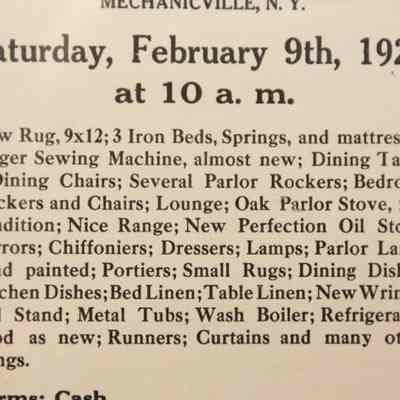 MECHANICVILLE, N. Y.
aturday, February 9th, 192
at 10 a. m.
w Rug, 9x12; 3 Iron Beds, Springs, and mattres
ger Sewing Machine, almost new; Dining Ta
ining Chairs; Several Parlor Rockers; Bedro
ckers and Chairs; Lounge; Oak Parlor Stove,
ndition; Nice Range; New Perfection Oil Sto
rrors; Chiffoniers; Dressers; Lamps; Parlor La
nd painted; Portiers; Small Rugs; Dining Dish
tchen Dishes; Bed Linen; Table Linen; New Wrin
l Stand; Metal Tubs; Wash Boiler; Refrigera
od as new; Runners; Curtains and many ot
ngs.
rms: Cash